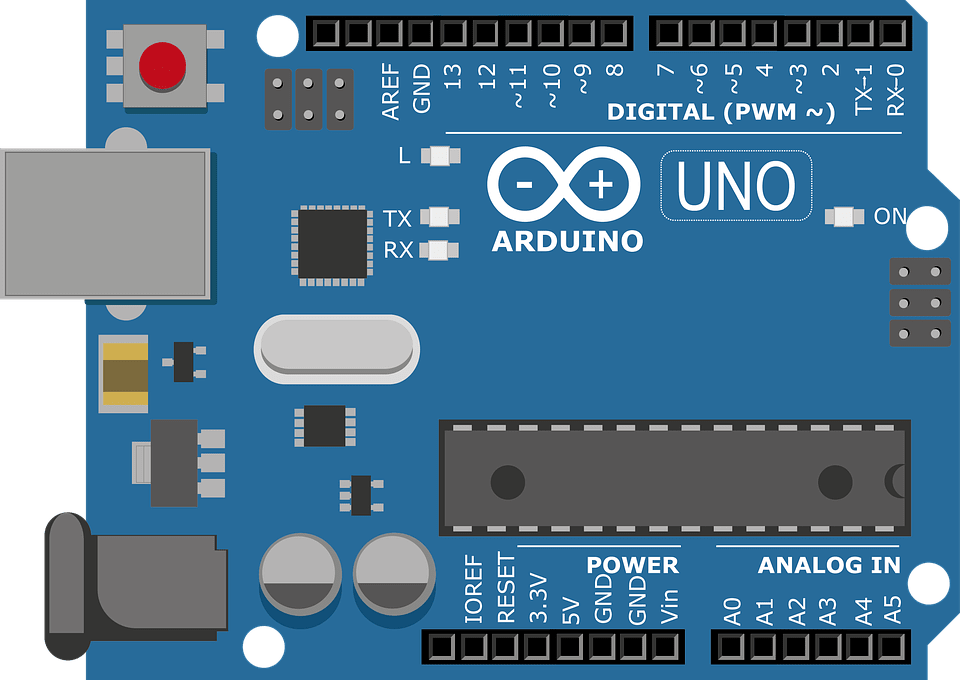 AREF GND 13 12 ~11 ~10 ~9 8 7 ~6 ~5 4 ~3 2 TX→1 RX←0
DIGITAL (PWM ~)
L
TX
RX
- +
ARDUINO
UNO
ON
POWER
ANALOG IN
IOREF RESET 3.3V 5V GND GND Vin A0 A1 A2 A3 A4 A5